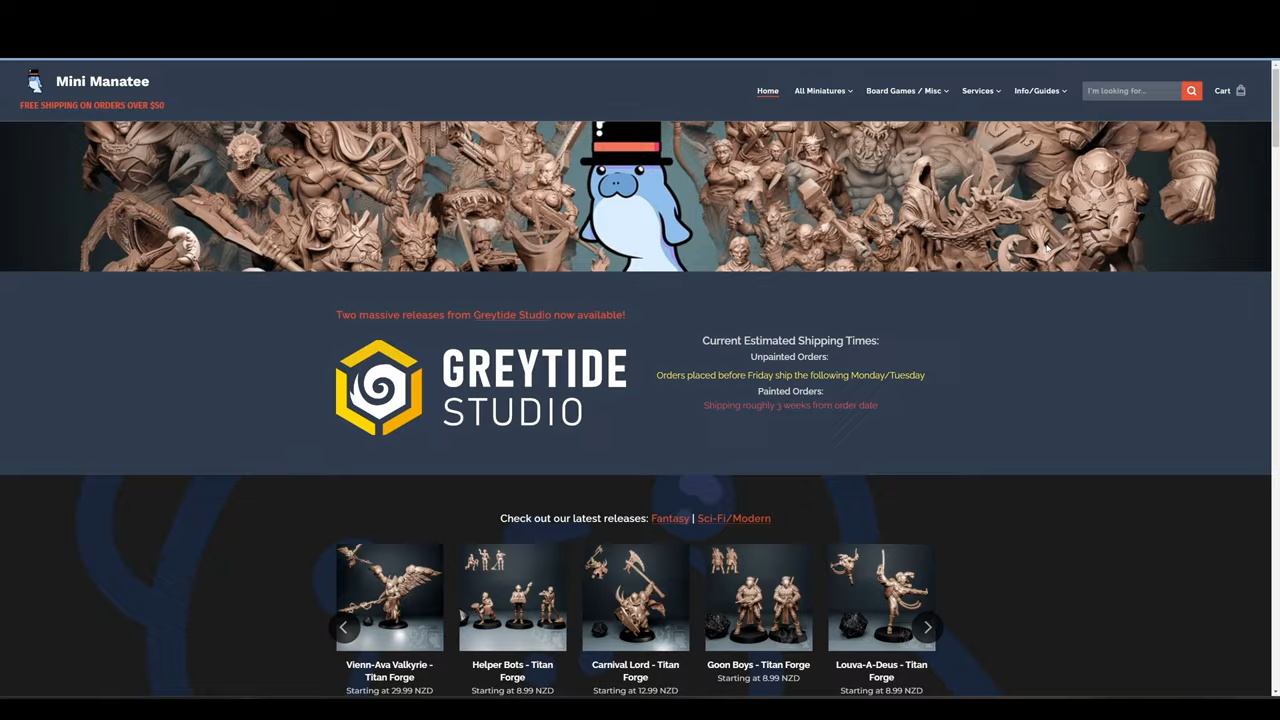 Mini Manatee
FREE SHIPPING ON ORDERS OVER $50
Home
All Miniatures
Board Games / Misc
Services
Info/Guides
I'm looking for...
Cart
Two massive releases from Greytide Studio now available!
GREYTIDE
STUDIO
Current Estimated Shipping Times:
Unpainted Orders:
Orders placed before Friday ship the following Monday/Tuesday
Painted Orders:
Shipping roughly 3 weeks from order date
Check out our latest releases: Fantasy | Sci-Fi/Modern
Vienn-Ava Valkyrie -
Titan Forge
Starting at 29.99 NZD
Helper Bots - Titan
Forge
Starting at 8.99 NZD
Carnival Lord - Titan
Forge
Starting at 12.99 NZD
Goon Boys - Titan Forge
Starting at 8.99 NZD
Louva-A-Deus - Titan
Forge
Starting at 8.99 NZD